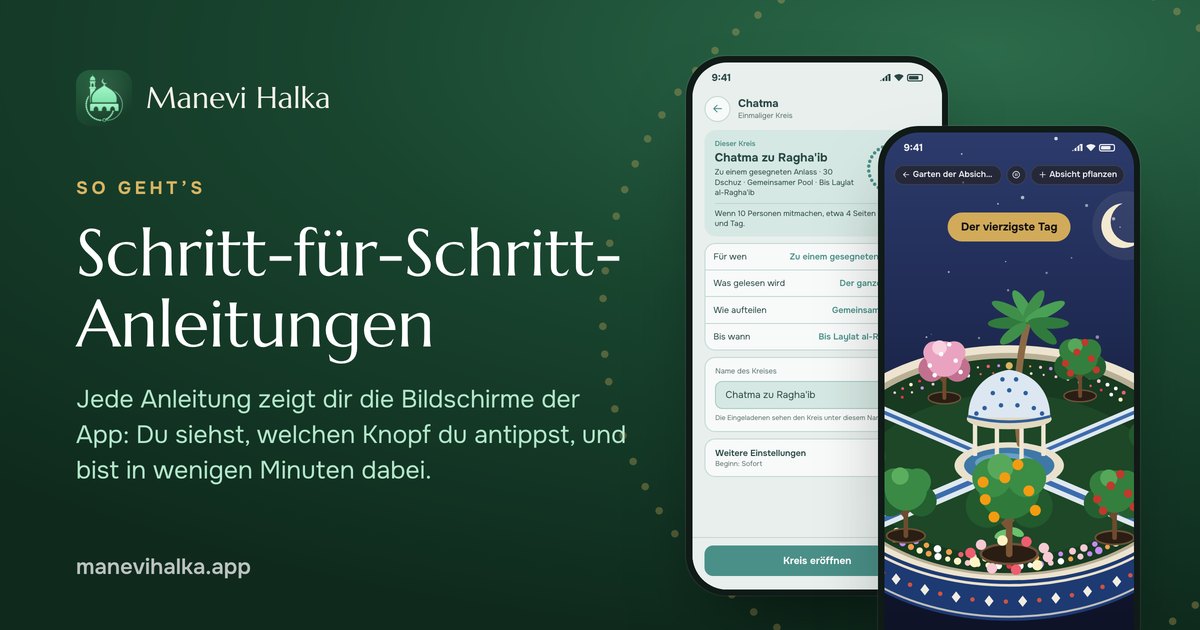 Manevi Halka
SO GEHT'S
Schritt-für-Schritt-
Anleitungen
Jede Anleitung zeigt dir die Bildschirme der
App: Du siehst, welchen Knopf du antippst, und
bist in wenigen Minuten dabei.
manevihalka.app
9:41
Chatma
Einmaliger Kreis
Dieser Kreis
Chatma zu Ragha'ib
Zu einem gesegneten Anlass · 30
Dschuz · Gemeinsamer Pool · Bis Laylat
al-Ragha'ib
Wenn 10 Personen mitmachen, etwa 4 Seiten
und Tag.
Für wen Zu einem gesegneten
Was gelesen wird Der ganz
Wie aufteilen Gemeinsam
Bis wann Bis Laylat al-R
Name des Kreises
Chatma zu Ragha'ib
Die Eingeladenen sehen den Kreis unter diesem Nam
Weitere Einstellungen
Beginn: Sofort
Kreis eröffnen
9:41
Garten der Absich...
+ Absicht pflanzen
Der vierzigste Tag